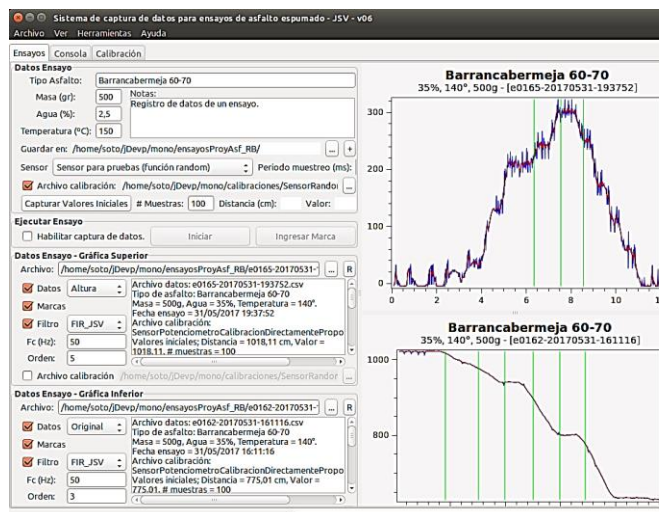 Sistema de captura de datos para ensayos de asfalto espumado - JSV - v06
Archivo Ver Herramientas Ayuda
Ensayos Consola Calibración
Datos Ensayo
Tipo Asfalto: Barrancabermeja 60-70
Masa (gr): 500 Notas:
Registro de datos de un ensayo.
Agua (%): 2,5
Temperatura (ºC): 150
Guardar en: /home/soto/jDevp/mono/ensayosProyAsf_RB/ ... +
Sensor Sensor para pruebas (función random) Periodo muestreo (ms):
Archivo calibración: /home/soto/jDevp/mono/calibraciones/SensorRandor ...
Capturar Valores Iniciales # Muestras: 100 Distancia (cm): Valor:
Ejecutar Ensayo
Habilitar captura de datos. Iniciar Ingresar Marca
Datos Ensayo - Gráfica Superior
Archivo: /home/soto/jDevp/mono/ensayosProyAsf_RB/e0165-20170531- ... R
Datos Altura
Marcas
Filtro FIR_JSV
Fc (Hz): 50
Orden: 5
Archivo datos: e0165-20170531-193752.csv
Tipo de asfalto: Barrancabermeja 60-70
Masa = 500g, Agua = 35%, Temperatura = 140°.
Fecha ensayo = 31/05/2017 19:37:52
Archivo calibración:
SensorPotenciometroCalibracionDirectamentePropo
Valores iniciales; Distancia = 1018,11 cm, Valor =
1018.11. # muestras = 100
Archivo calibración /home/soto/jDevp/mono/calibraciones/SensorRandor ...
Datos Ensayo - Gráfica Inferior
Archivo: /home/soto/jDevp/mono/ensayosProyAsf_RB/e0162-20170531- ... R
Datos Original
Marcas
Filtro FIR_JSV
Fc (Hz): 50
Orden: 3
Archivo datos: e0162-20170531-161116.csv
Tipo de asfalto: Barrancabermeja 60-70
Masa = 500g, Agua = 35%, Temperatura = 140°.
Fecha ensayo = 31/05/2017 16:11:16
Archivo calibración:
SensorPotenciometroCalibracionDirectamentePropo
Valores iniciales; Distancia = 775,01 cm, Valor =
775.01. # muestras = 100
Barrancabermeja 60-70
35%, 140°, 500g - [e0165-20170531-193752]
300
200
100
0
0 2 4 6 8 10 1
Barrancabermeja 60-70
35%, 140°, 500g - [e0162-20170531-161116]
1000
800